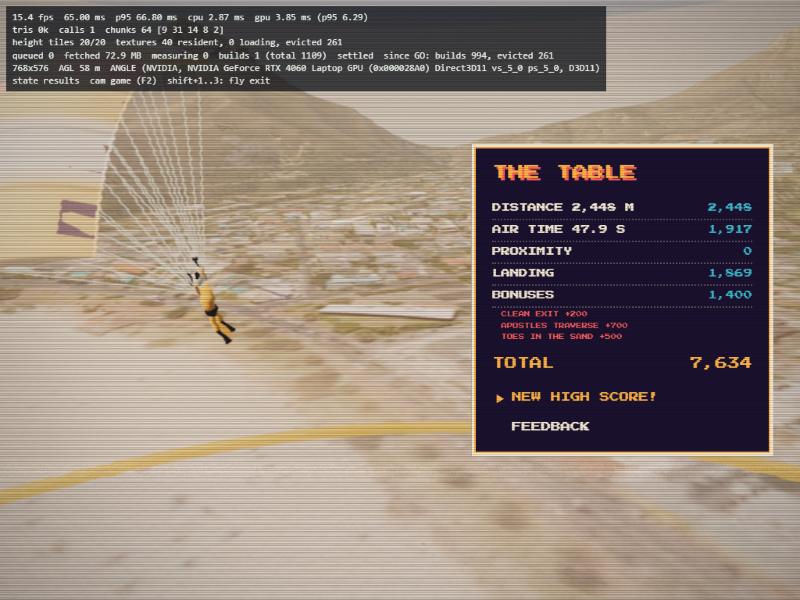 15.4 fps  65.00 ms  p95 66.80 ms  cpu 2.87 ms  gpu 3.85 ms (p95 6.29)
tris 0k  calls 1  chunks 64 [9 31 14 8 2]
height tiles 20/20  textures 40 resident, 0 loading, evicted 261
queued 0  fetched 72.9 MB  measuring 0  builds 1 (total 1109)  settled  since GO: builds 994, evicted 261
768x576  AGL 58 m  ANGLE (NVIDIA, NVIDIA GeForce RTX 4060 Laptop GPU (0x000028A0) Direct3D11 vs_5_0 ps_5_0, D3D11)
state results  cam game (F2)  shift+1..3: fly exit
THE TABLE
DISTANCE 2,448 M 2,448
AIR TIME 47.9 S 1,917
PROXIMITY 0
LANDING 1,869
BONUSES 1,400
CLEAN EXIT +200
APOSTLES TRAVERSE +700
TOES IN THE SAND +500
TOTAL 7,634
NEW HIGH SCORE!
FEEDBACK